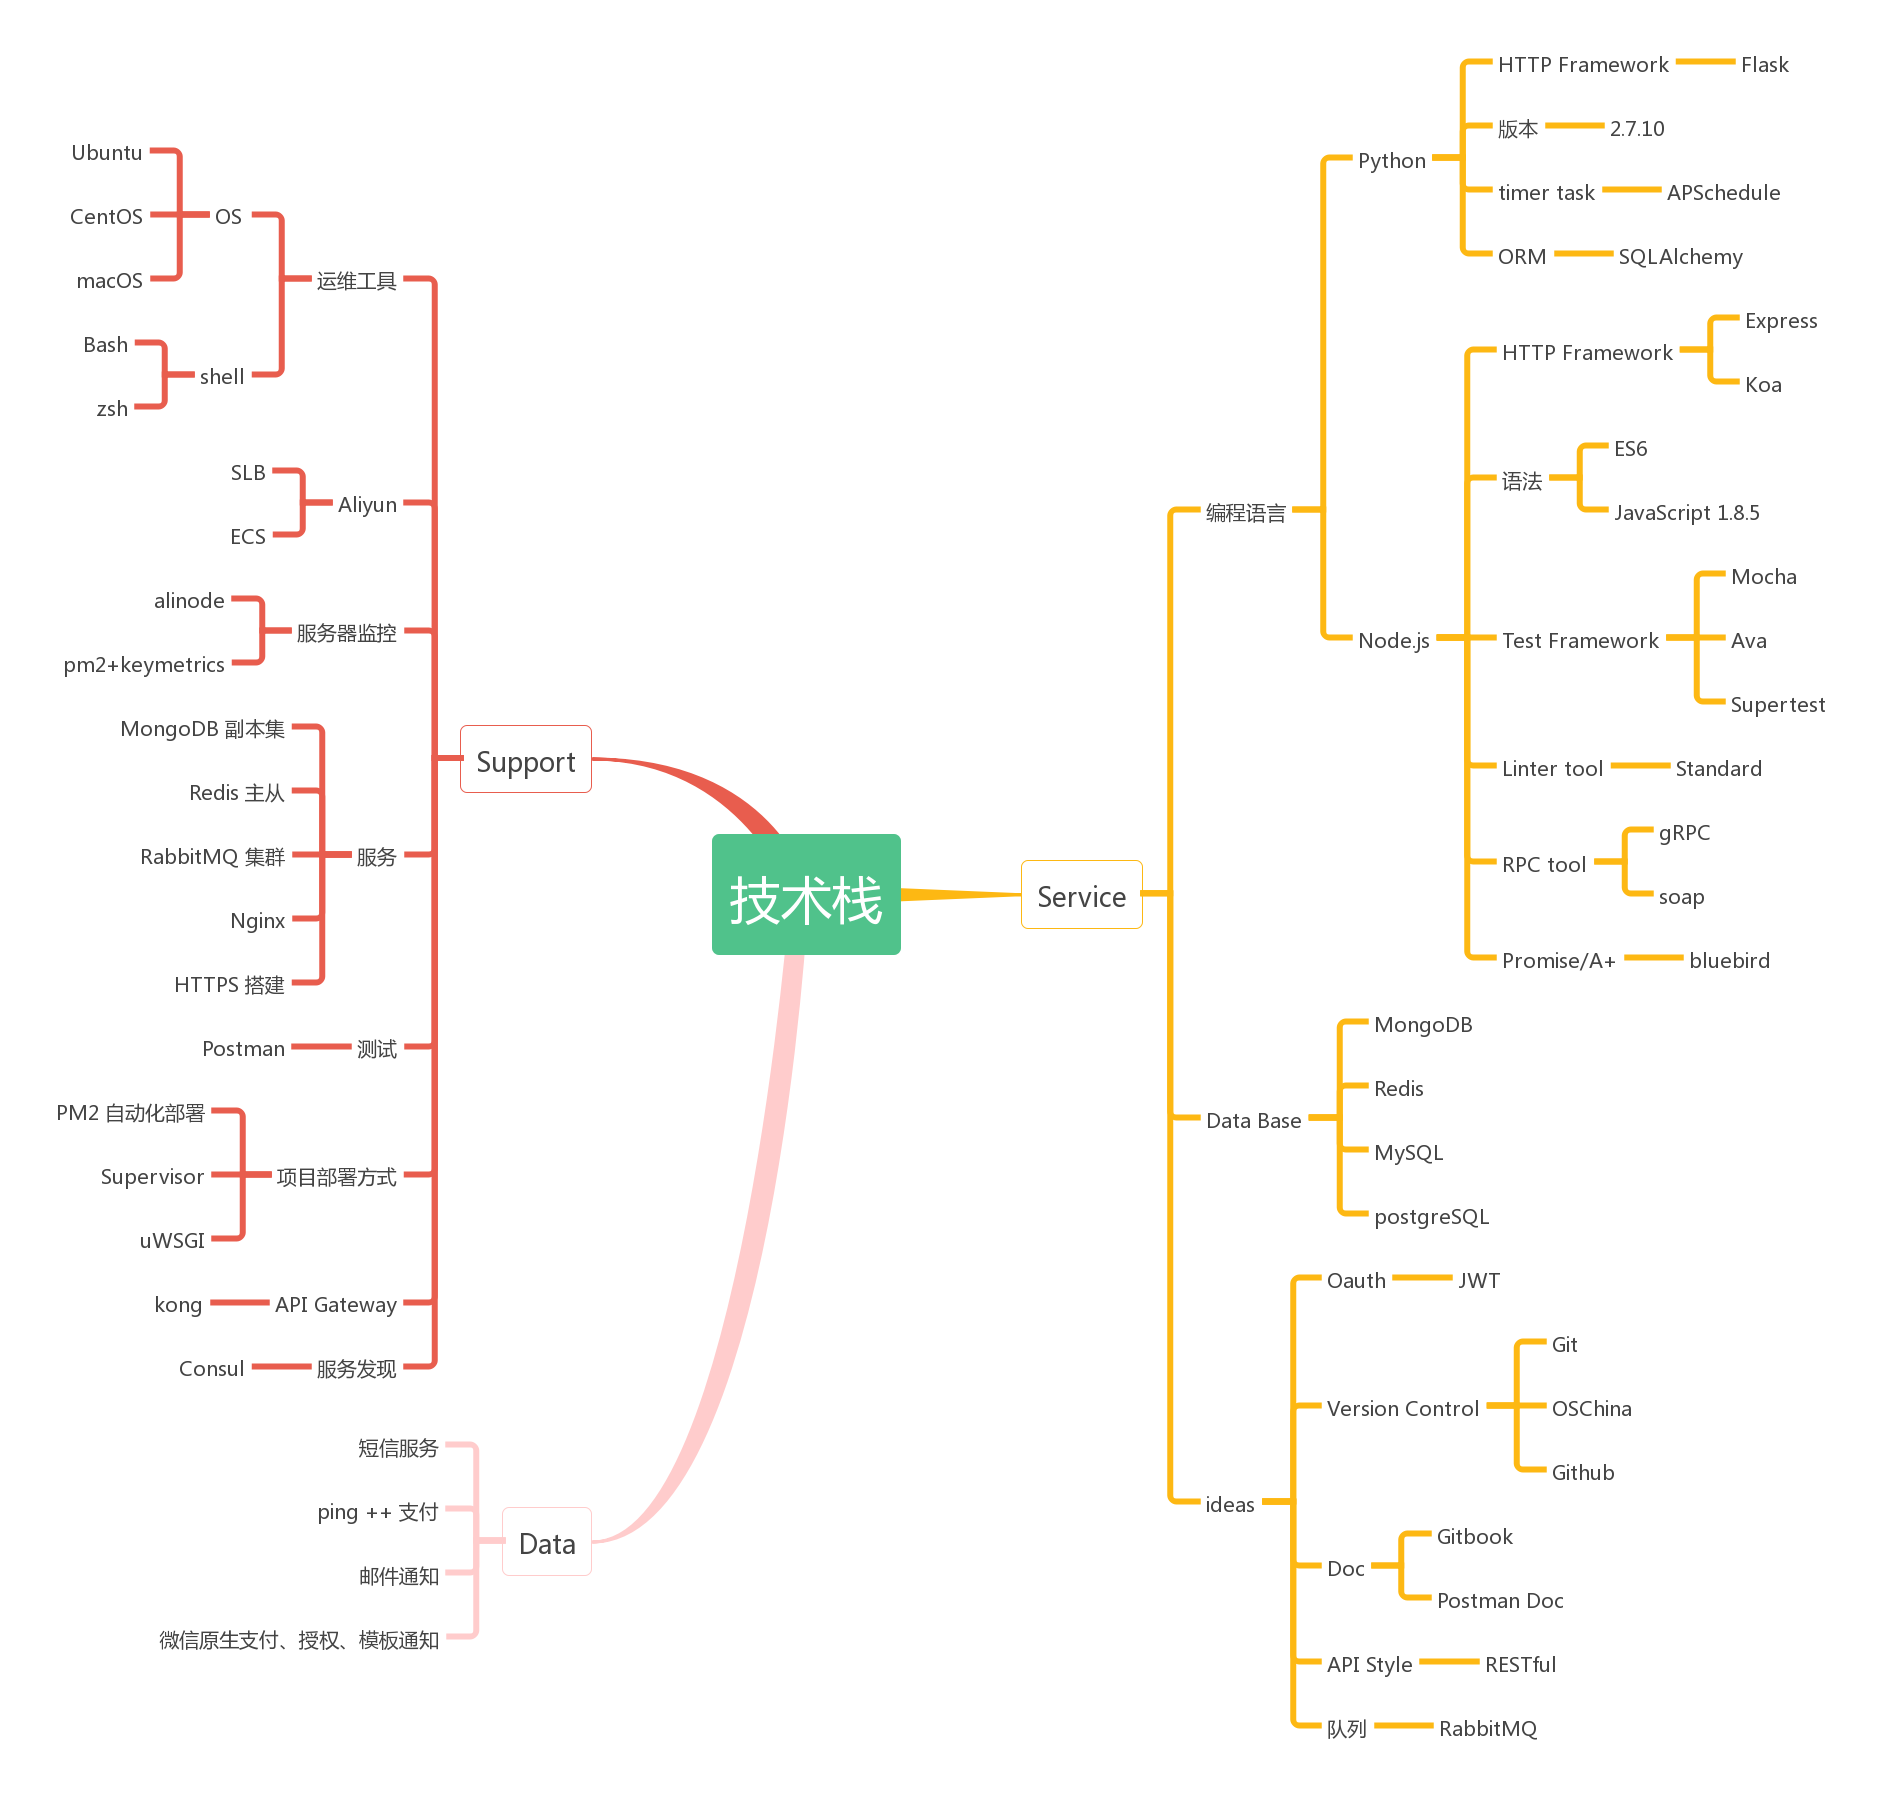 技术栈
Service
编程语言
Python
HTTP Framework
Flask
版本
2.7.10
timer task
APSchedule
ORM
SQLAlchemy
Node.js
HTTP Framework
Express
Koa
语法
ES6
JavaScript 1.8.5
Test Framework
Mocha
Ava
Supertest
Linter tool
Standard
RPC tool
gRPC
soap
Promise/A+
bluebird
Data Base
MongoDB
Redis
MySQL
postgreSQL
ideas
Oauth
JWT
Version Control
Git
OSChina
Github
Doc
Gitbook
Postman Doc
API Style
RESTful
队列
RabbitMQ
Support
运维工具
OS
Ubuntu
CentOS
macOS
shell
Bash
zsh
Aliyun
SLB
ECS
服务器监控
alinode
pm2+keymetrics
服务
MongoDB 副本集
Redis 主从
RabbitMQ 集群
Nginx
HTTPS 搭建
测试
Postman
项目部署方式
PM2 自动化部署
Supervisor
uWSGI
API Gateway
kong
服务发现
Consul
Data
短信服务
ping ++ 支付
邮件通知
微信原生支付、授权、模板通知